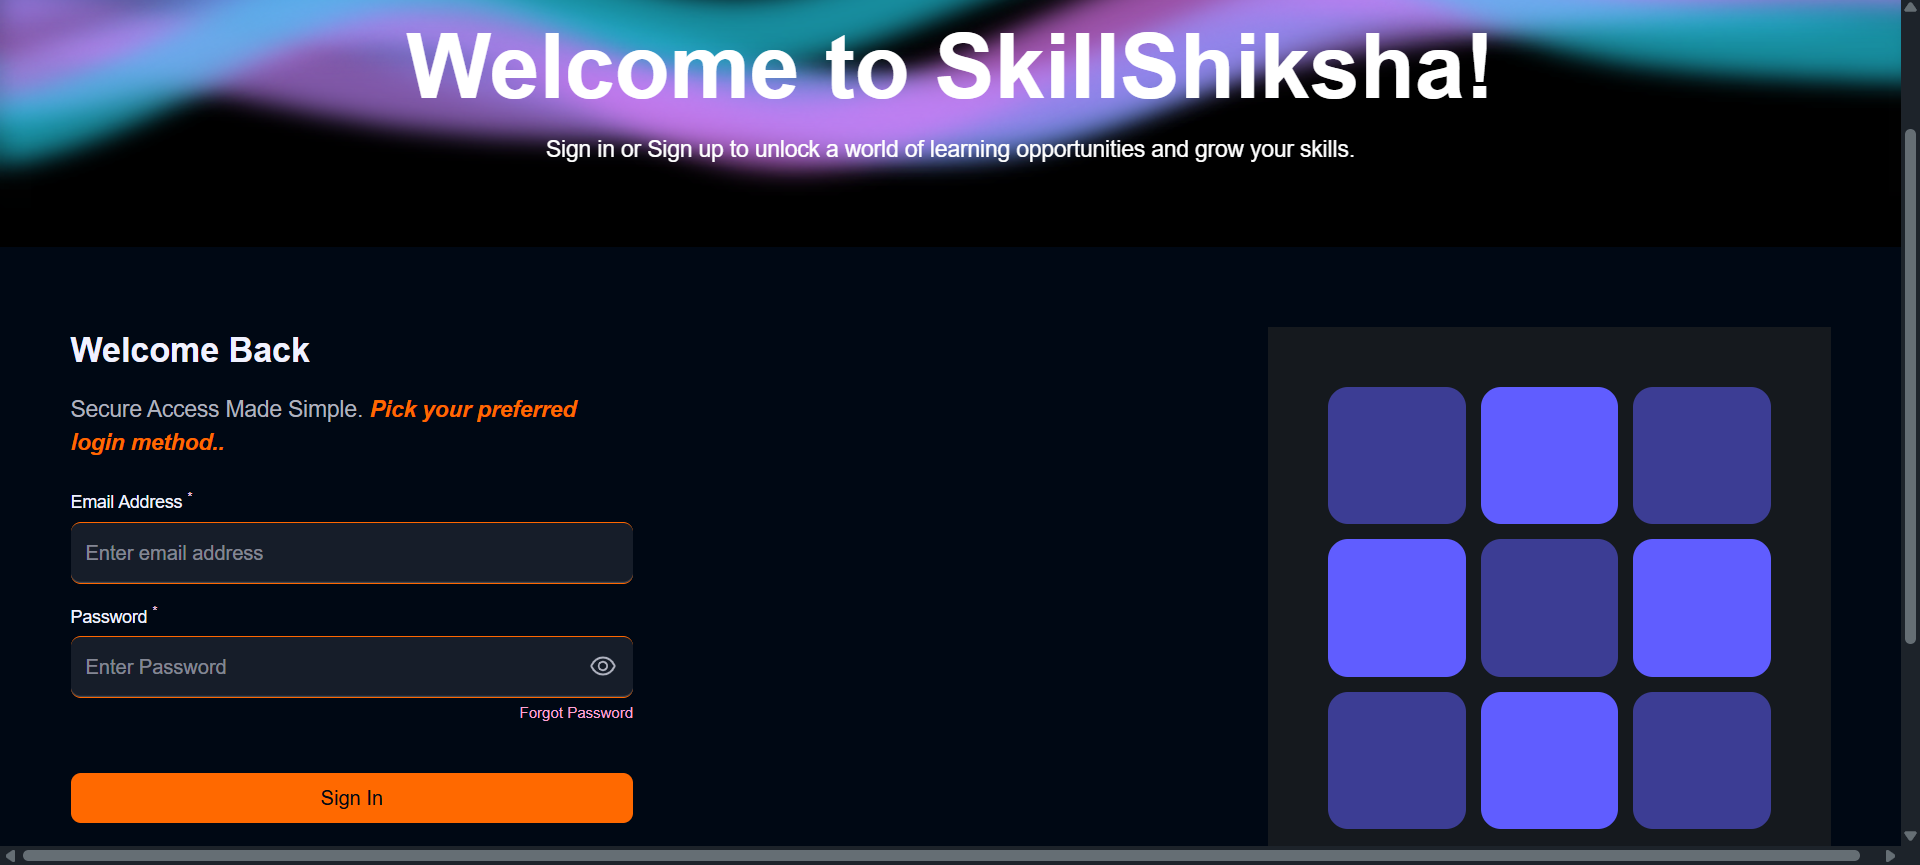 Welcome to SkillShiksha!
Sign in or Sign up to unlock a world of learning opportunities and grow your skills.
Welcome Back
Secure Access Made Simple. Pick your preferred
login method..
Email Address *
Enter email address
Password *
Enter Password
Forgot Password
Sign In